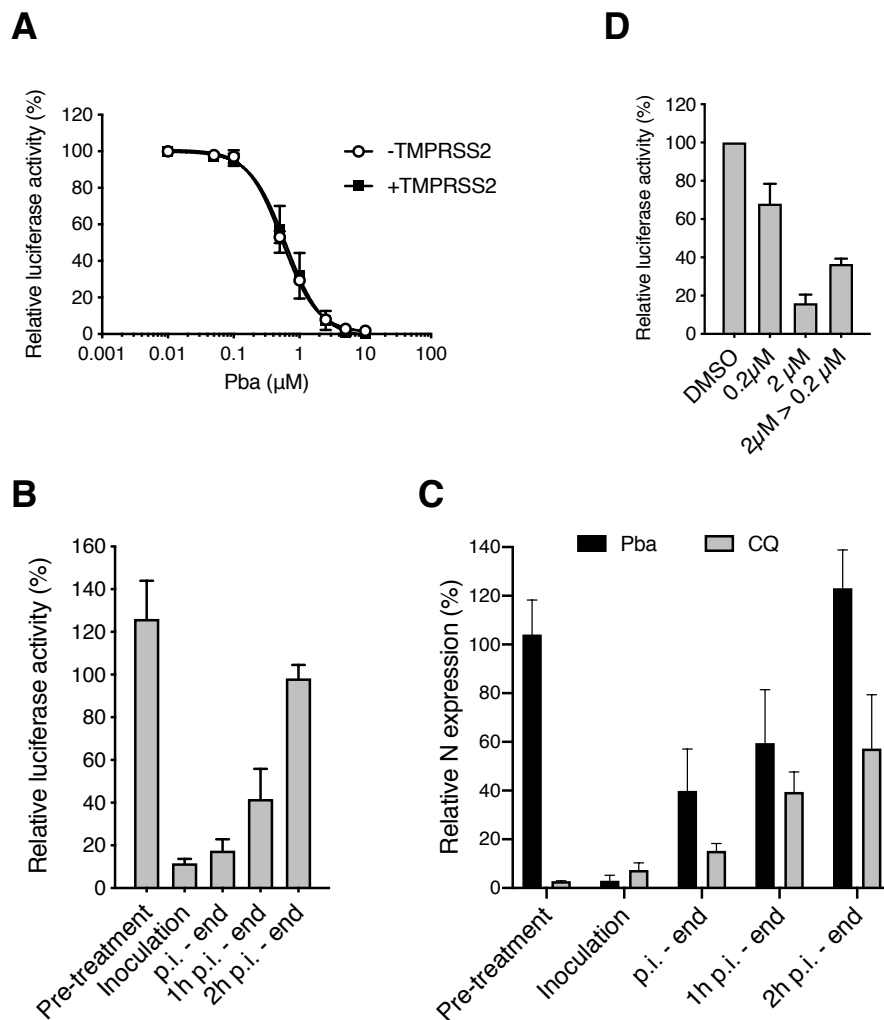 A
Relative luciferase activity (%)
120
100
80
60
40
20
0
0.001
0.01
0.1
1
10
100
Pba (µM)
-TMPRSS2
+TMPRSS2
D
Relative luciferase activity (%)
120
100
80
60
40
20
0
DMSO
0.2µM
2 µM
2µM > 0.2 µM
B
Relative luciferase activity (%)
160
140
120
100
80
60
40
20
0
Pre-treatment
Inoculation
p.i. - end
1h p.i. - end
2h p.i. - end
C
Pba
CQ
Relative N expression (%)
140
120
100
80
60
40
20
0
Pre-treatment
Inoculation
p.i. - end
1h p.i. - end
2h p.i. - end